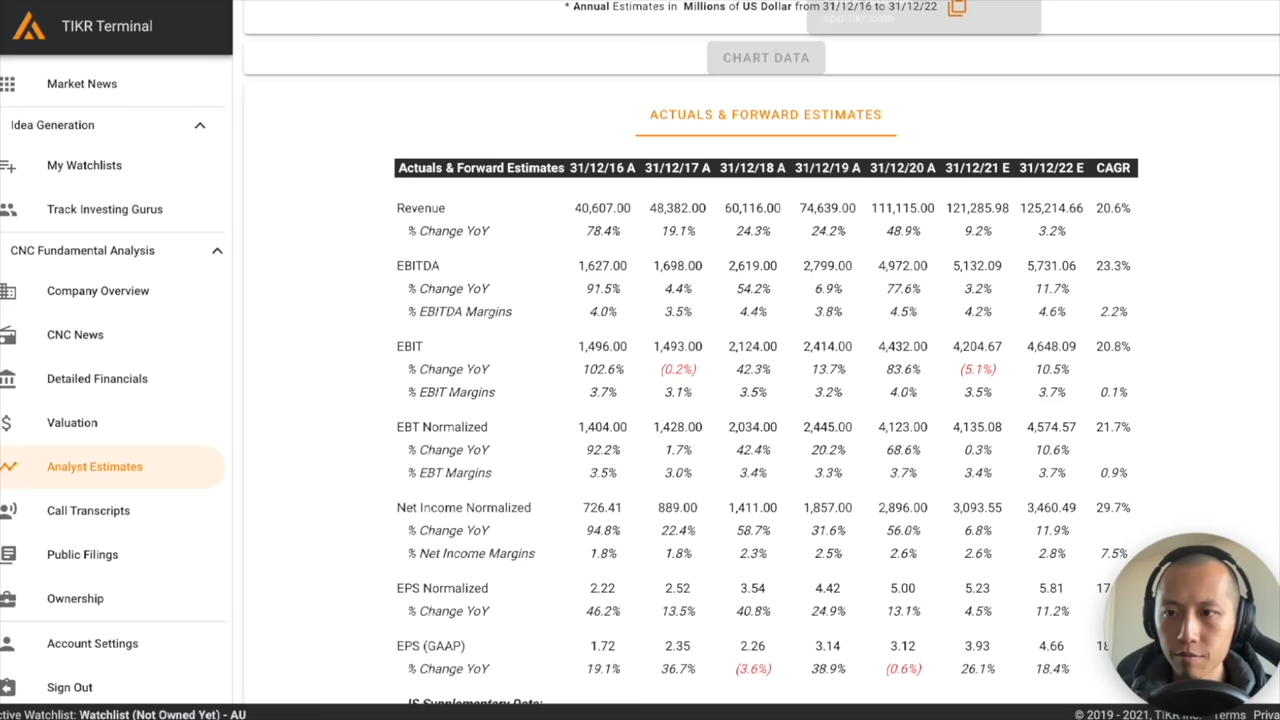 TIKR Terminal
Market News
Idea Generation
My Watchlists
Track Investing Gurus
CNC Fundamental Analysis
Company Overview
CNC News
Detailed Financials
Valuation
Analyst Estimates
Call Transcripts
Public Filings
Ownership
Account Settings
Sign Out
* Annual Estimates in Millions of US Dollar from 31/12/16 to 31/12/22
app.tikr.com
CHART DATA
ACTUALS & FORWARD ESTIMATES
Actuals & Forward Estimates 31/12/16 A 31/12/17 A 31/12/18 A 31/12/19 A 31/12/20 A 31/12/21 E 31/12/22 E CAGR
Revenue 40,607.00 48,382.00 60,116.00 74,639.00 111,115.00 121,285.98 125,214.66 20.6%
% Change YoY 78.4% 19.1% 24.3% 24.2% 48.9% 9.2% 3.2%
EBITDA 1,627.00 1,698.00 2,619.00 2,799.00 4,972.00 5,132.09 5,731.06 23.3%
% Change YoY 91.5% 4.4% 54.2% 6.9% 77.6% 3.2% 11.7%
% EBITDA Margins 4.0% 3.5% 4.4% 3.8% 4.5% 4.2% 4.6% 2.2%
EBIT 1,496.00 1,493.00 2,124.00 2,414.00 4,432.00 4,204.67 4,648.09 20.8%
% Change YoY 102.6% (0.2%) 42.3% 13.7% 83.6% (5.1%) 10.5%
% EBIT Margins 3.7% 3.1% 3.5% 3.2% 4.0% 3.5% 3.7% 0.1%
EBT Normalized 1,404.00 1,428.00 2,034.00 2,445.00 4,123.00 4,135.08 4,574.57 21.7%
% Change YoY 92.2% 1.7% 42.4% 20.2% 68.6% 0.3% 10.6%
% EBT Margins 3.5% 3.0% 3.4% 3.3% 3.7% 3.4% 3.7% 0.9%
Net Income Normalized 726.41 889.00 1,411.00 1,857.00 2,896.00 3,093.55 3,460.49 29.7%
% Change YoY 94.8% 22.4% 58.7% 31.6% 56.0% 6.8% 11.9%
% Net Income Margins 1.8% 1.8% 2.3% 2.5% 2.6% 2.6% 2.8% 7.5%
EPS Normalized 2.22 2.52 3.54 4.42 5.00 5.23 5.81 17
% Change YoY 46.2% 13.5% 40.8% 24.9% 13.1% 4.5% 11.2%
EPS (GAAP) 1.72 2.35 2.26 3.14 3.12 3.93 4.66
% Change YoY 19.1% 36.7% (3.6%) 38.9% (0.6%) 26.1% 18.4%
IS Supplementary Data:
ctive Watchlist: Watchlist (Not Owned Yet) - AU
© 2019 - 2021, TIKR Inc. Terms Priva